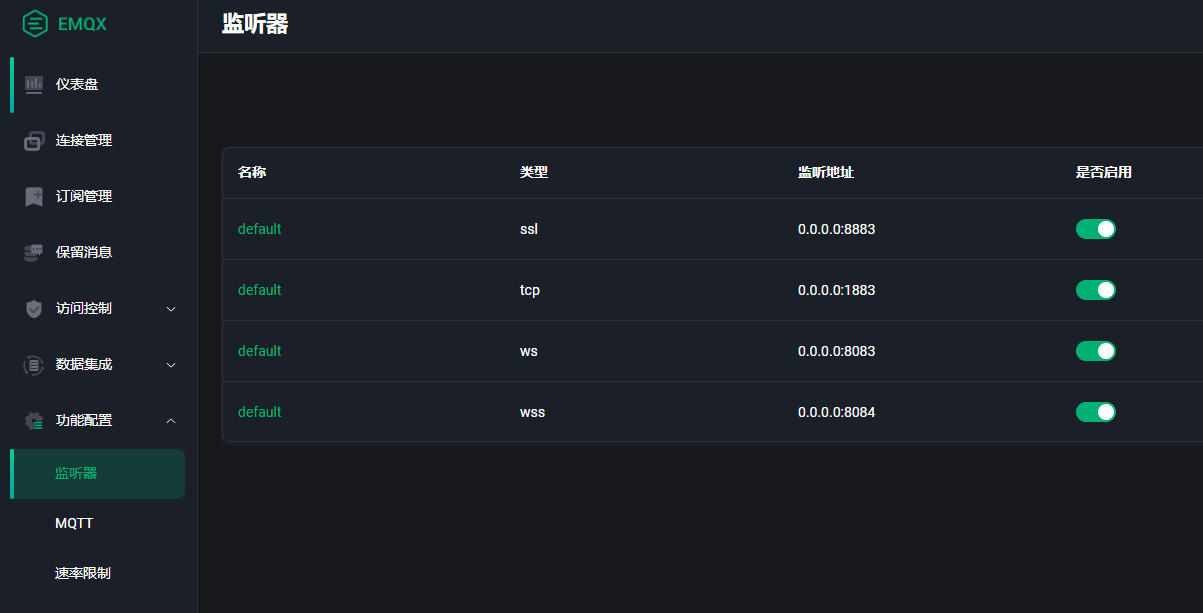 EMQX
仪表盘
连接管理
订阅管理
保留消息
访问控制
数据集成
功能配置
监听器
MQTT
速率限制
监听器
名称 类型 监听地址 是否启用
default ssl 0.0.0.0:8883
default tcp 0.0.0.0:1883
default ws 0.0.0.0:8083
default wss 0.0.0.0:8084